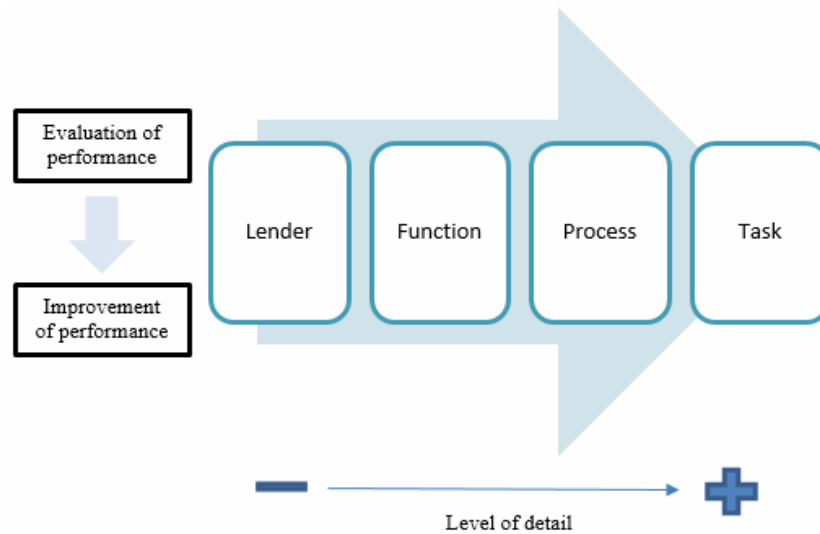 Evaluation of
performance
Improvement
of performance
Lender
Function
Process
Task
Level of detail